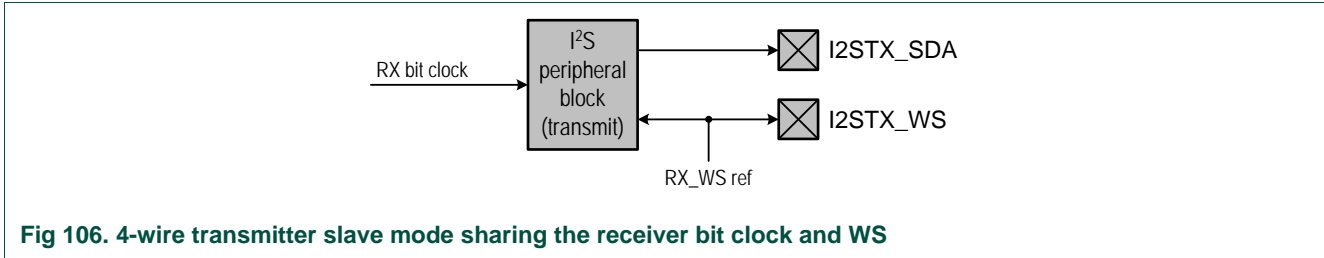 I²S
peripheral
block
(transmit)
RX bit clock
I2STX_SDA
I2STX_WS
RX_WS ref
Fig 106. 4-wire transmitter slave mode sharing the receiver bit clock and WS